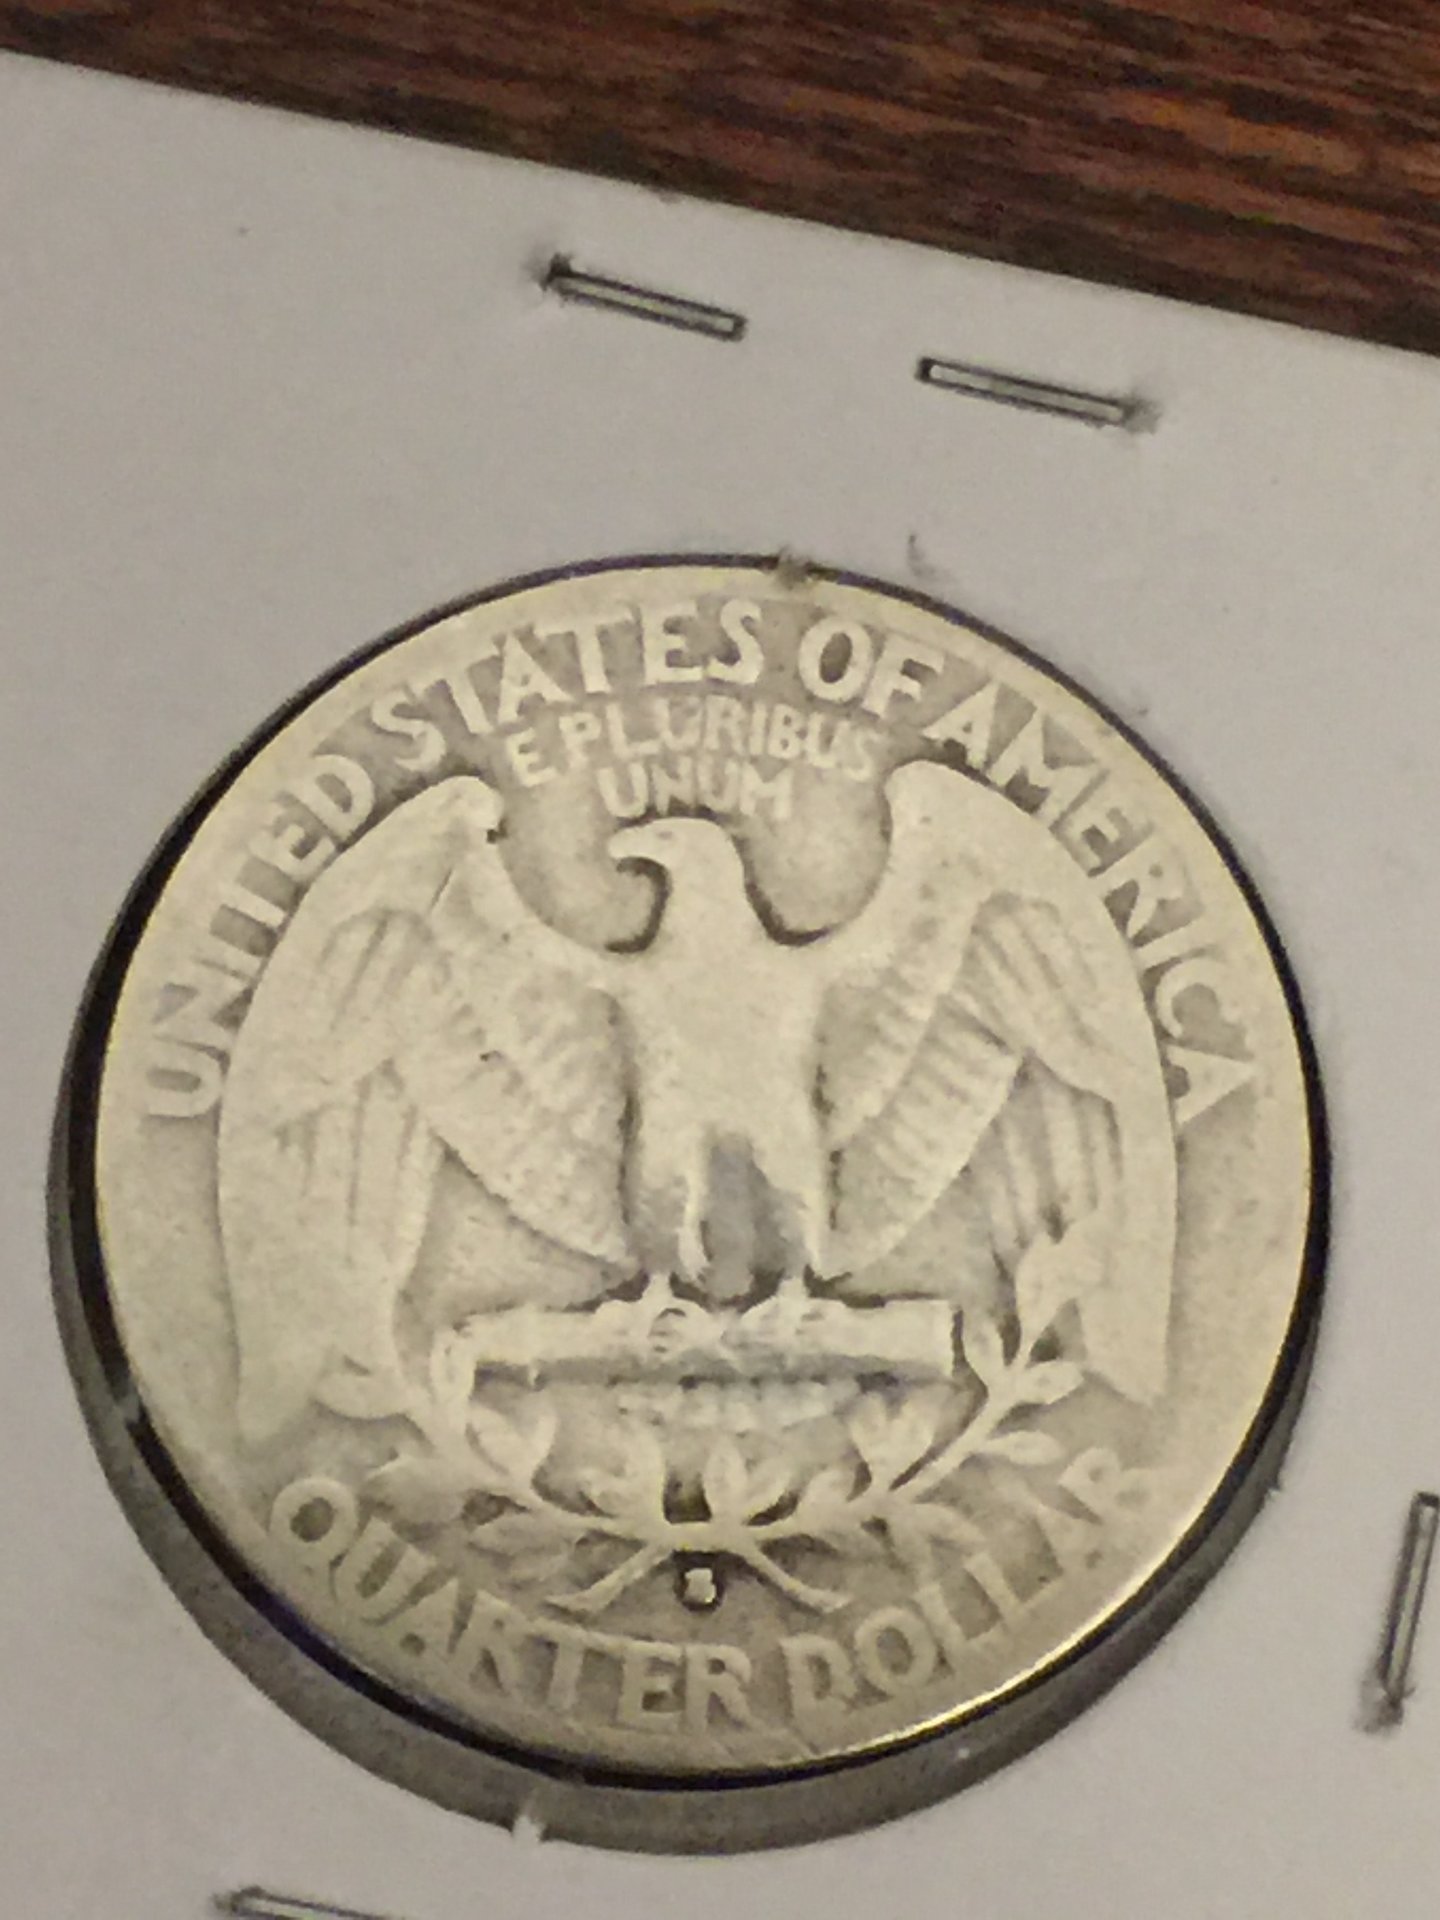 UNITED STATES OF AMERICA
E PLURIBUS
UNUM
S
QUARTER DOLLAR